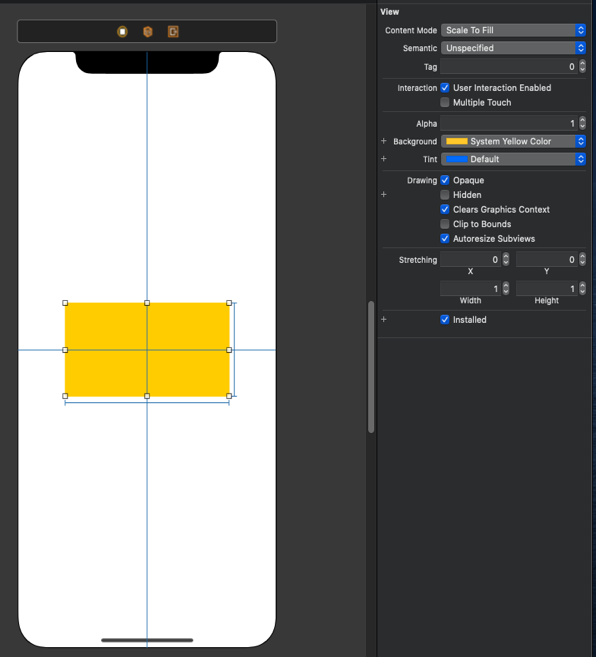 View
Content Mode Scale To Fill
Semantic Unspecified
Tag 0
Interaction User Interaction Enabled
Multiple Touch
Alpha 1
+ Background System Yellow Color
+ Tint Default
Drawing Opaque
+ Hidden
Clears Graphics Context
Clip to Bounds
Autoresize Subviews
Stretching 0 0
X Y
1 1
Width Height
+ Installed